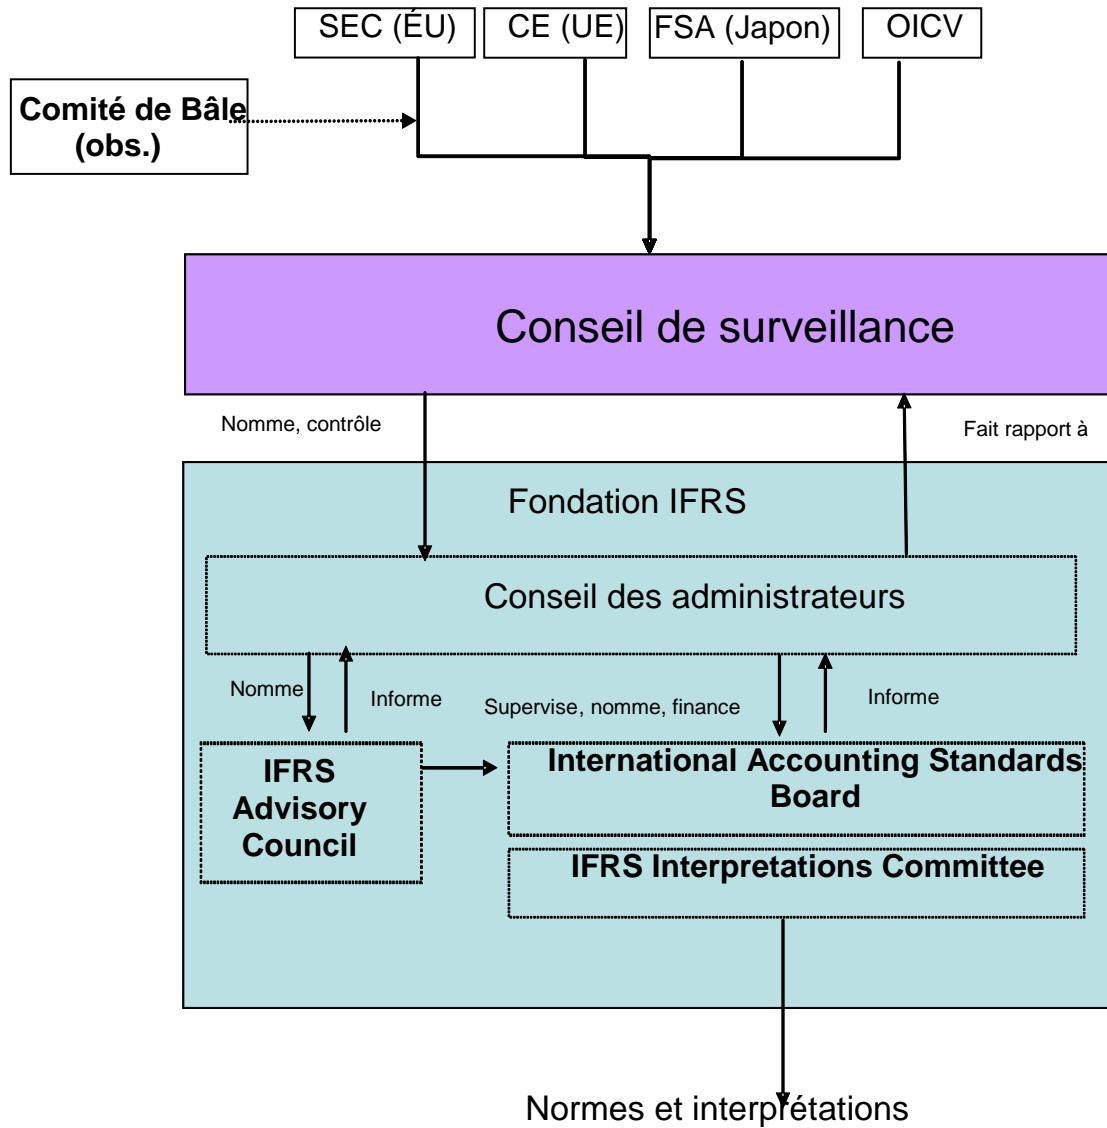 SEC (ÉU)
CE (UE)
FSA (Japon)
OICV
Comité de Bâle
(obs.)
Conseil de surveillance
Nomme, contrôle
Fait rapport à
Fondation IFRS
Conseil des administrateurs
Nomme
Informe
Supervise, nomme, finance
Informe
IFRS
Advisory
Council
International Accounting Standards
Board
IFRS Interpretations Committee
Normes et interprétations